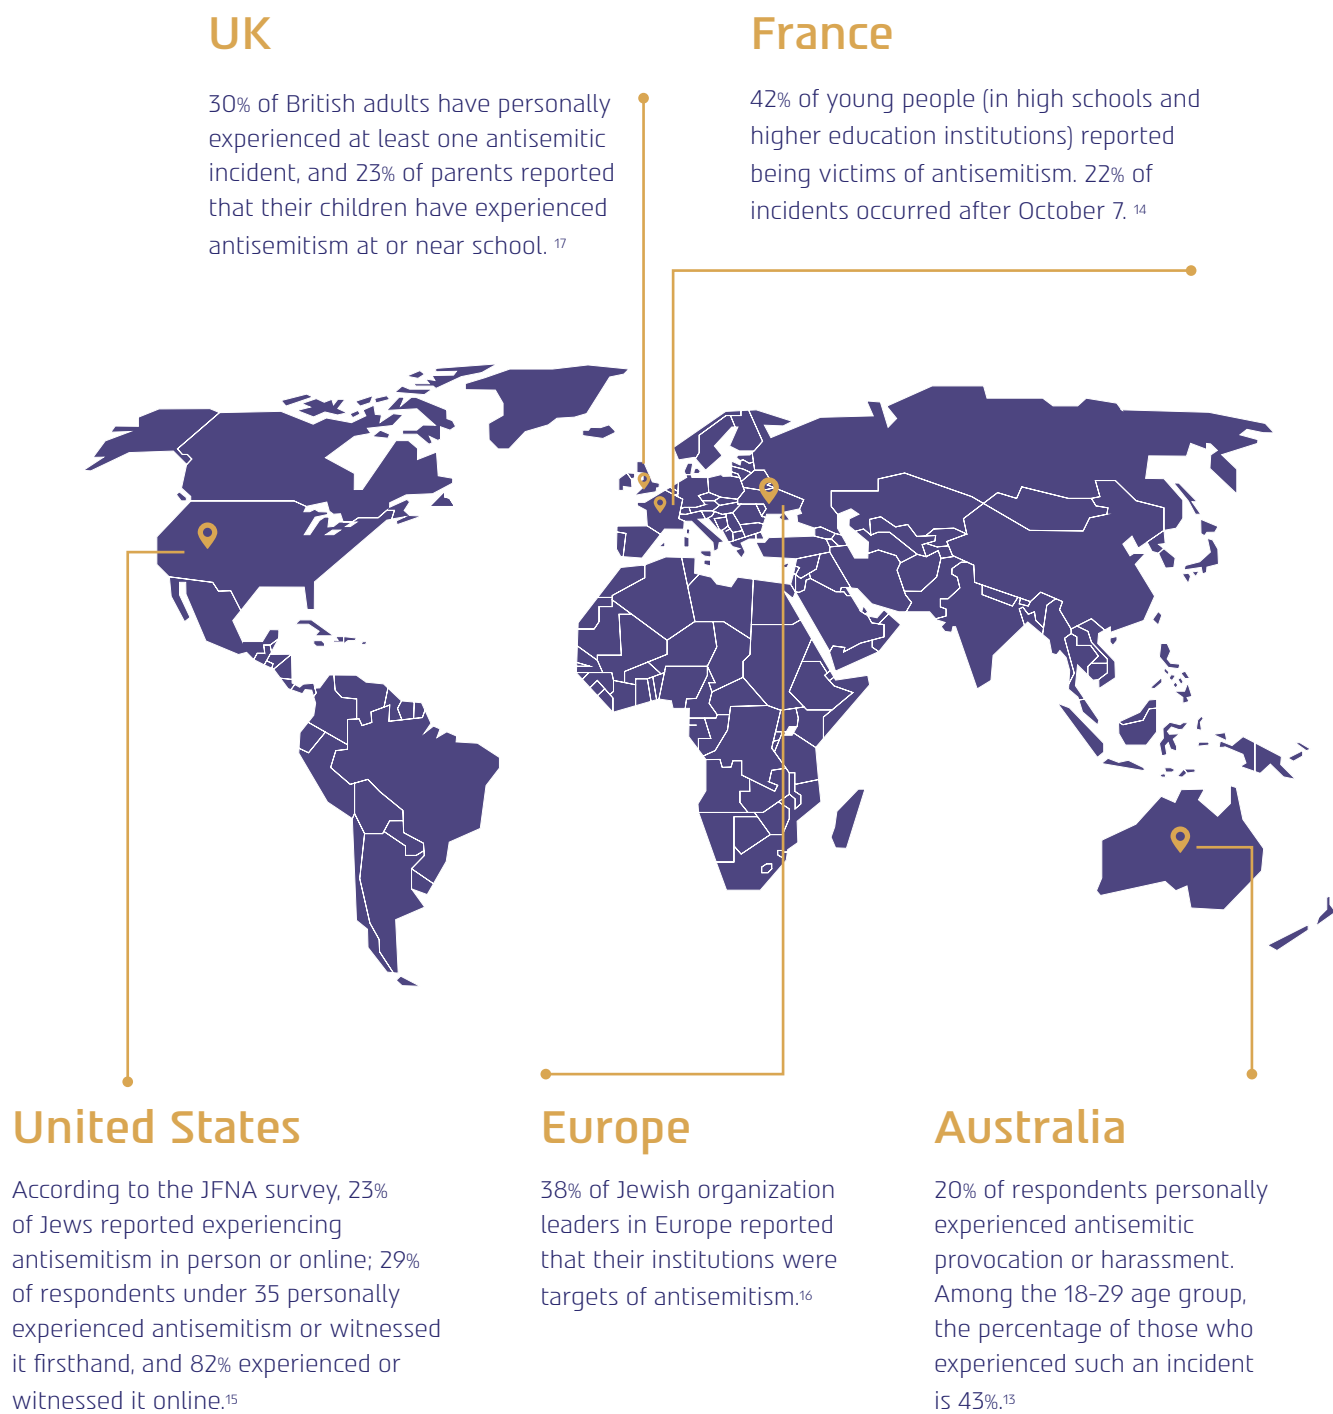 UK
30% of British adults have personally
experienced at least one antisemitic
incident, and 23% of parents reported
that their children have experienced
antisemitism at or near school. 17
France
42% of young people (in high schools and
higher education institutions) reported
being victims of antisemitism. 22% of
incidents occurred after October 7. 14
United States
According to the JFNA survey, 23%
of Jews reported experiencing
antisemitism in person or online; 29%
of respondents under 35 personally
experienced antisemitism or witnessed
it firsthand, and 82% experienced or
witnessed it online.15
Europe
38% of Jewish organization
leaders in Europe reported
that their institutions were
targets of antisemitism.16
Australia
20% of respondents personally
experienced antisemitic
provocation or harassment.
Among the 18-29 age group,
the percentage of those who
experienced such an incident
is 43%.13